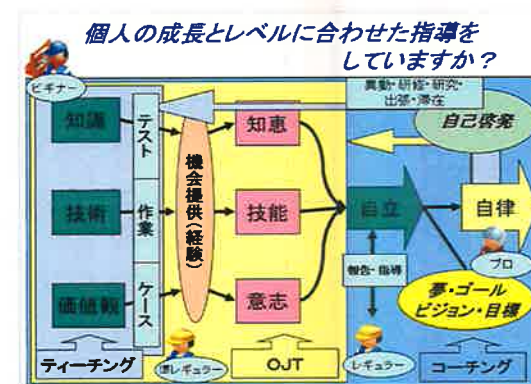 個人の成長とレベルに合わせた指導を
していますか？
ビギナー
異動・研修・研究・
出張・滞在
知識
テスト
知恵
自己啓発
機会提供（経験）
技術
作業
技能
自立
自律
報告・指導
プロ
価値観
ケース
意志
夢・ゴール
ビジョン・目標
ティーチング
準レギュラー
OJT
レギュラー
コーチング